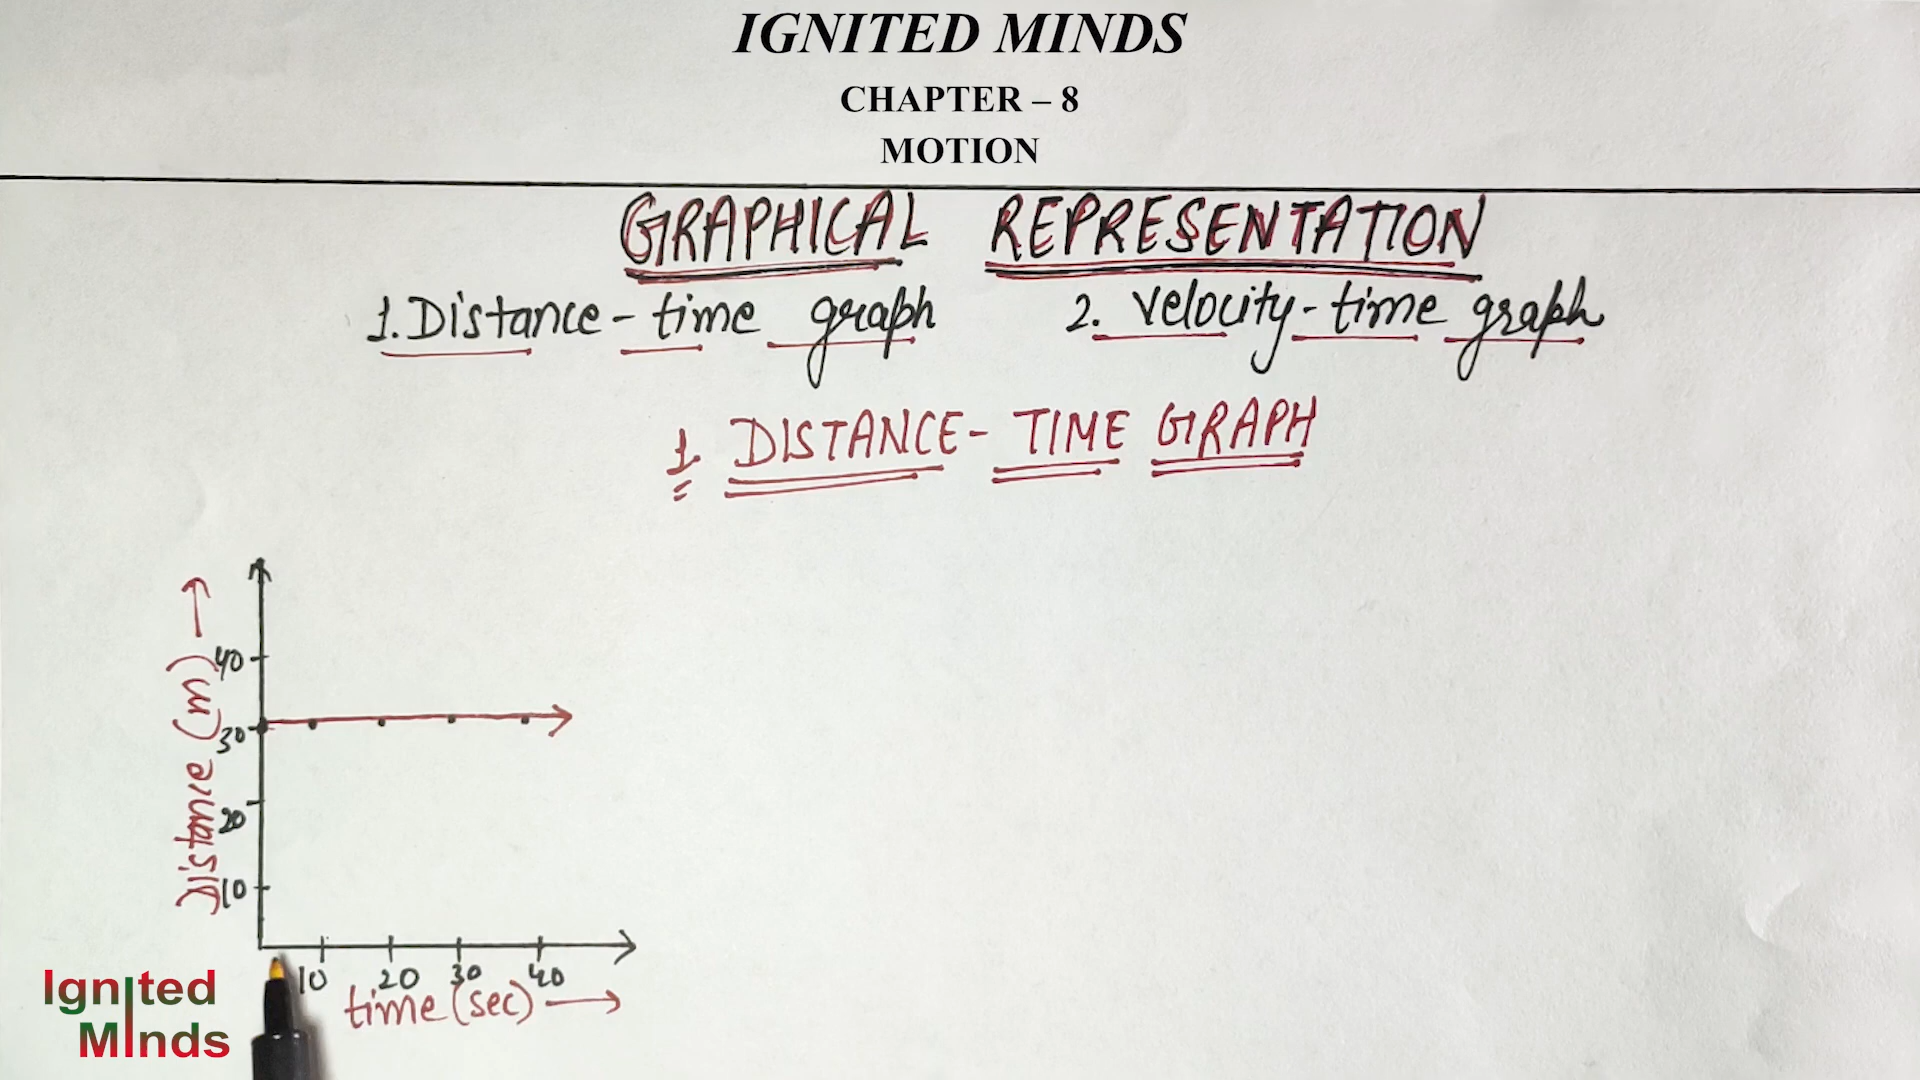 IGNITED MINDS
CHAPTER – 8
MOTION
GRAPHICAL REPRESENTATION
1. Distance - time graph 2. Velocity - time graph
1. DISTANCE - TIME GRAPH
Distance (m)
40
30
20
10
10 20 30 40
time (sec)
Ignited
Minds